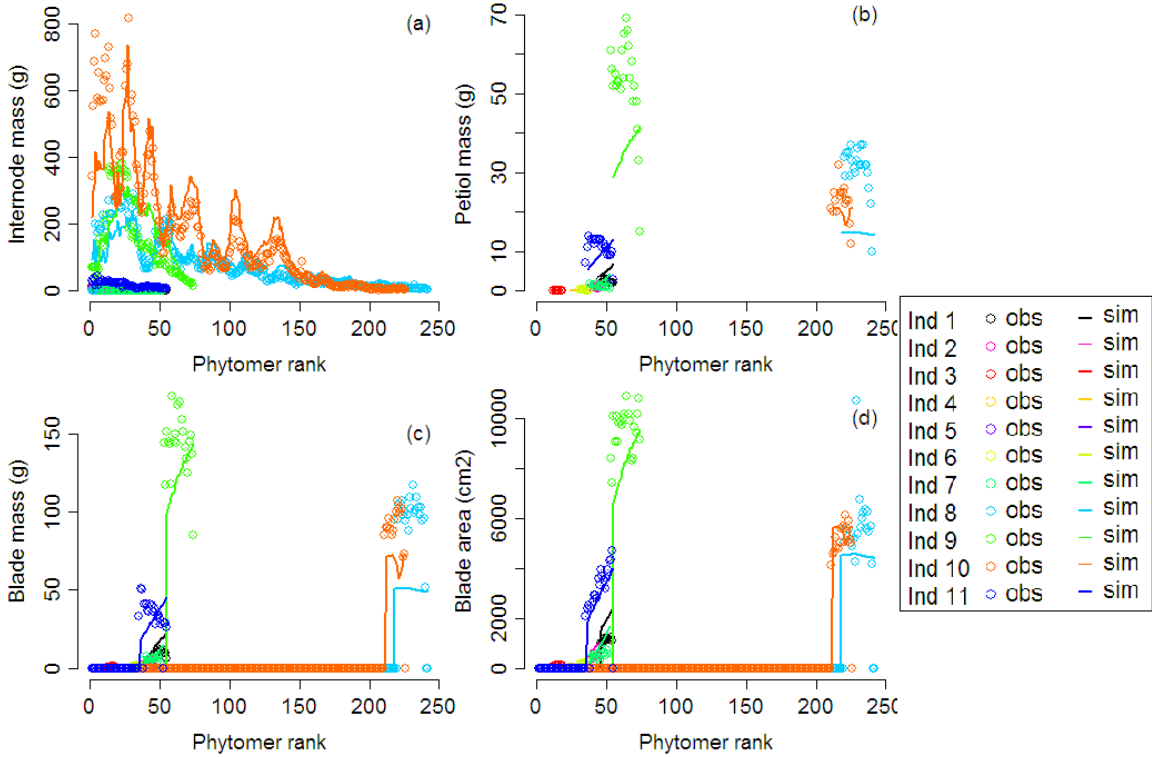 (a)
Internode mass (g)
0 200 400 600 800
0 50 100 150 200 250
Phytomer rank
(b)
Petiol mass (g)
0 10 30 50 70
0 50 100 150 200 250
Phytomer rank
(c)
Blade mass (g)
0 50 100 150
0 50 100 150 200 250
Phytomer rank
(d)
Blade area (cm2)
0 2000 6000 10000
0 50 100 150 200 250
Phytomer rank
Ind 1 obs sim
Ind 2 obs sim
Ind 3 obs sim
Ind 4 obs sim
Ind 5 obs sim
Ind 6 obs sim
Ind 7 obs sim
Ind 8 obs sim
Ind 9 obs sim
Ind 10 obs sim
Ind 11 obs sim